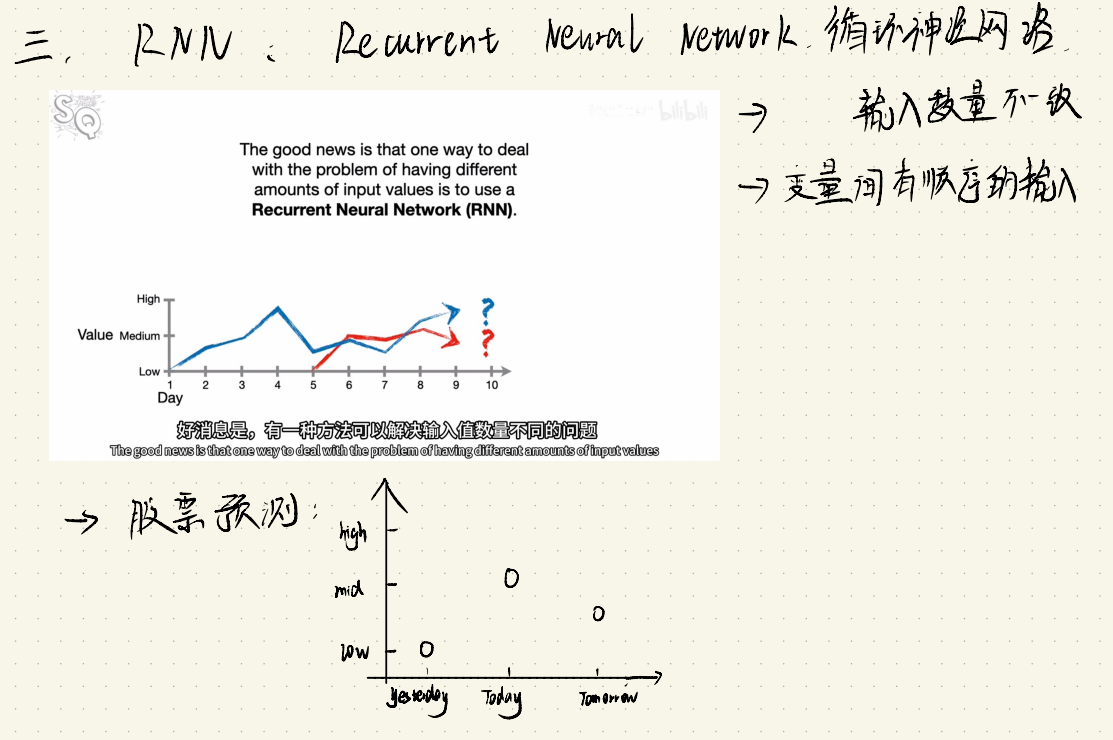 三. RNN : Recurrent Neural Network. 循环神经网络.
SQ
bilibili
→ 输入数量不一致
The good news is that one way to deal
with the problem of having different
amounts of input values is to use a
Recurrent Neural Network (RNN).
→ 变量间有顺序的输入
High
Value Medium
Low
? ?
1 2 3 4 5 6 7 8 9 10
Day
好消息是，有一种方法可以解决输入值数量不同的问题
The good news is that one way to deal with the problem of having different amounts of input values
→ 股票预测:
high
mid
low
Yesterday Today Tomorrow